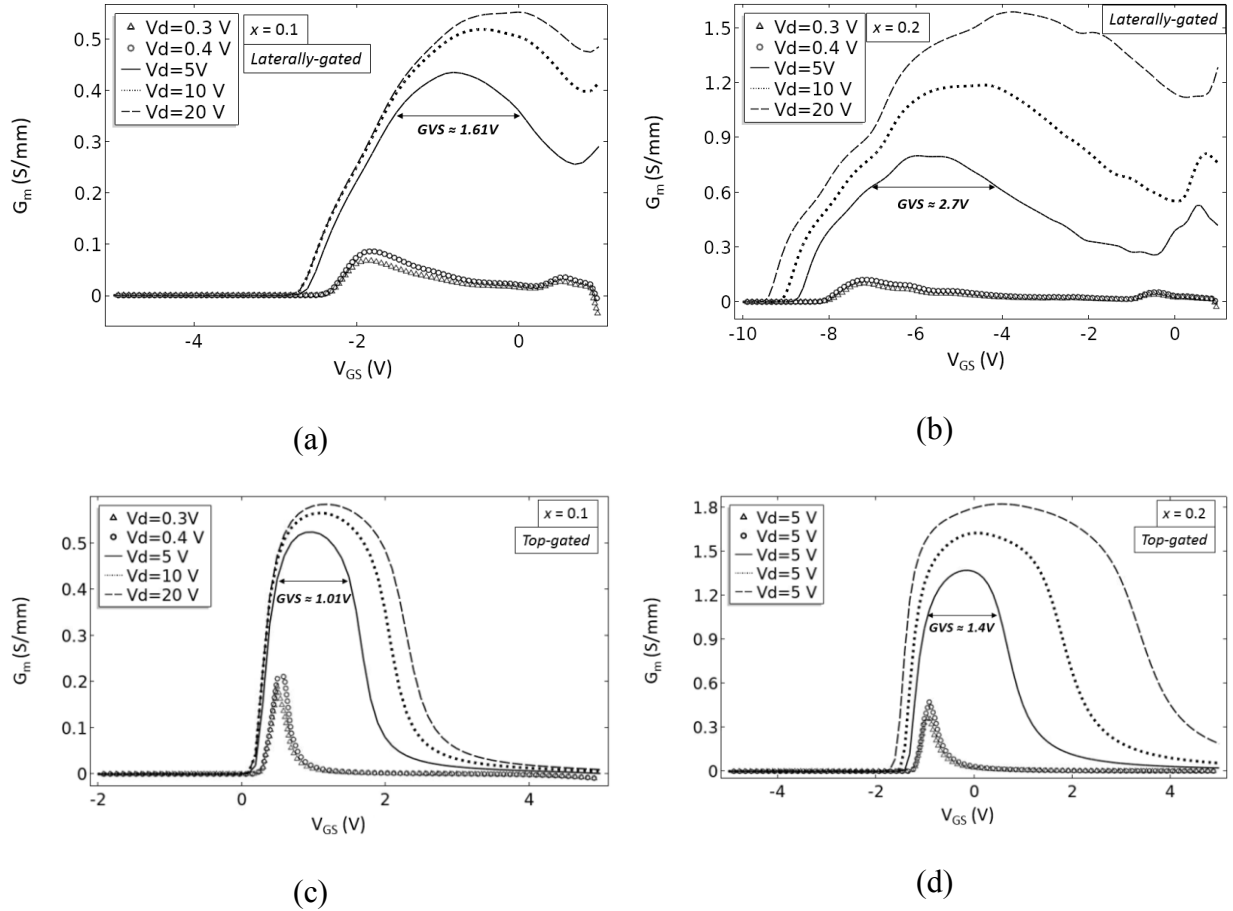 Vd=0.3 V
Vd=0.4 V
Vd=5V
Vd=10 V
Vd=20 V
x = 0.1
Laterally-gated
GVS ≈ 1.61V
0.5
0.4
0.3
0.2
0.1
0
Gm (S/mm)
-4
-2
0
VGS (V)
(a)
Vd=0.3 V
Vd=0.4 V
Vd=5V
Vd=10 V
Vd=20 V
x = 0.2
Laterally-gated
GVS ≈ 2.7V
1.5
1.2
0.9
0.6
0.3
0
Gm (S/mm)
-10
-8
-6
-4
-2
0
VGS (V)
(b)
Vd=0.3V
Vd=0.4 V
Vd=5 V
Vd=10 V
Vd=20 V
x = 0.1
Top-gated
GVS ≈ 1.01V
0.5
0.4
0.3
0.2
0.1
0
Gm (S/mm)
-2
0
2
4
VGS (V)
(c)
Vd=5 V
Vd=5 V
Vd=5 V
Vd=5 V
Vd=5 V
x = 0.2
Top-gated
GVS ≈ 1.4V
1.8
1.5
1.2
0.9
0.6
0.3
0
Gm (S/mm)
-4
-2
0
2
4
VGS (V)
(d)